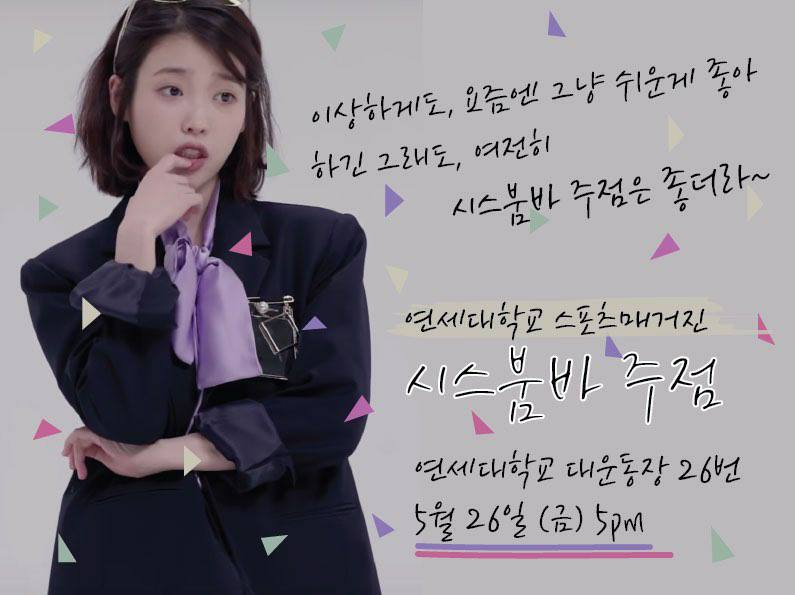 이상하게도, 요즘엔 그냥 쉬운게 좋아
하긴 그래도, 여전히
시스붐바 주점은 좋더라~
연세대학교 스포츠매거진
시스붐바 주점
연세대학교 대운동장 26번
5월 26일 (금) 5pm